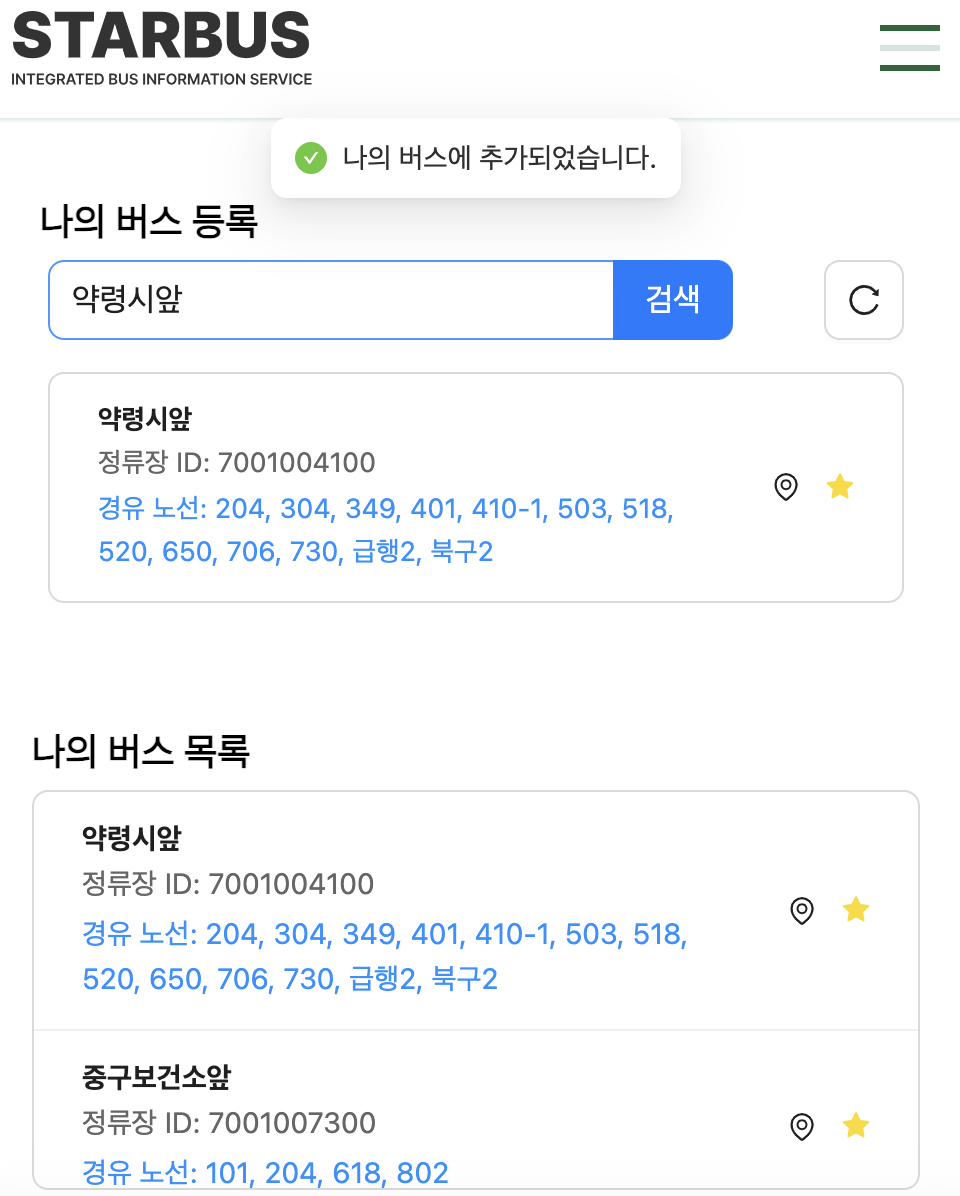 STARBUS
INTEGRATED BUS INFORMATION SERVICE
나의 버스에 추가되었습니다.
나의 버스 등록
약령시앞
검색
약령시앞
정류장 ID: 7001004100
경유 노선: 204, 304, 349, 401, 410-1, 503, 518,
520, 650, 706, 730, 급행2, 북구2
나의 버스 목록
약령시앞
정류장 ID: 7001004100
경유 노선: 204, 304, 349, 401, 410-1, 503, 518,
520, 650, 706, 730, 급행2, 북구2
중구보건소앞
정류장 ID: 7001007300
경유 노선: 101, 204, 618, 802